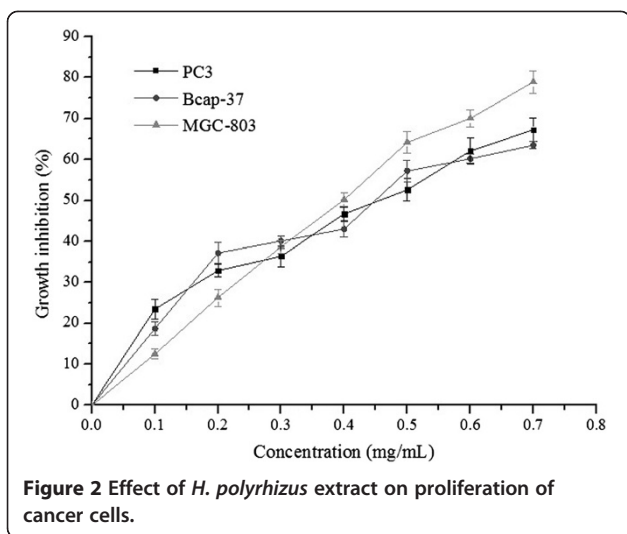 90
80
70
60
50
40
30
20
10
0
Growth inhibition (%)
PC3
Bcap-37
MGC-803
0.0 0.1 0.2 0.3 0.4 0.5 0.6 0.7 0.8
Concentration (mg/mL)
Figure 2 Effect of H. polyrhizus extract on proliferation of
cancer cells.